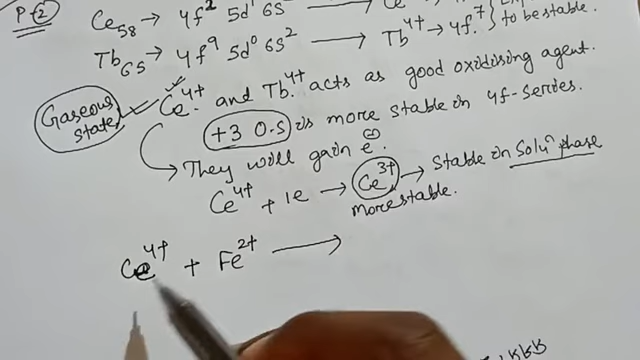 P-2
Ce58 → 4f² 5d¹ 6s² → Ce
Tb65 → 4f⁹ 5d⁰ 6s² → Tb⁴⁺ → 4f⁷ to be stable.
Gaseous state Ce⁴⁺ and Tb⁴⁺ acts as good oxidising agent.
+3 O.S is more stable in 4f-series.
They will gain e⁻.
Ce⁴⁺ + 1e → Ce³⁺ → Stable in Solnⁿ phase
More stable.
Ce⁴⁺ + Fe²⁺ →